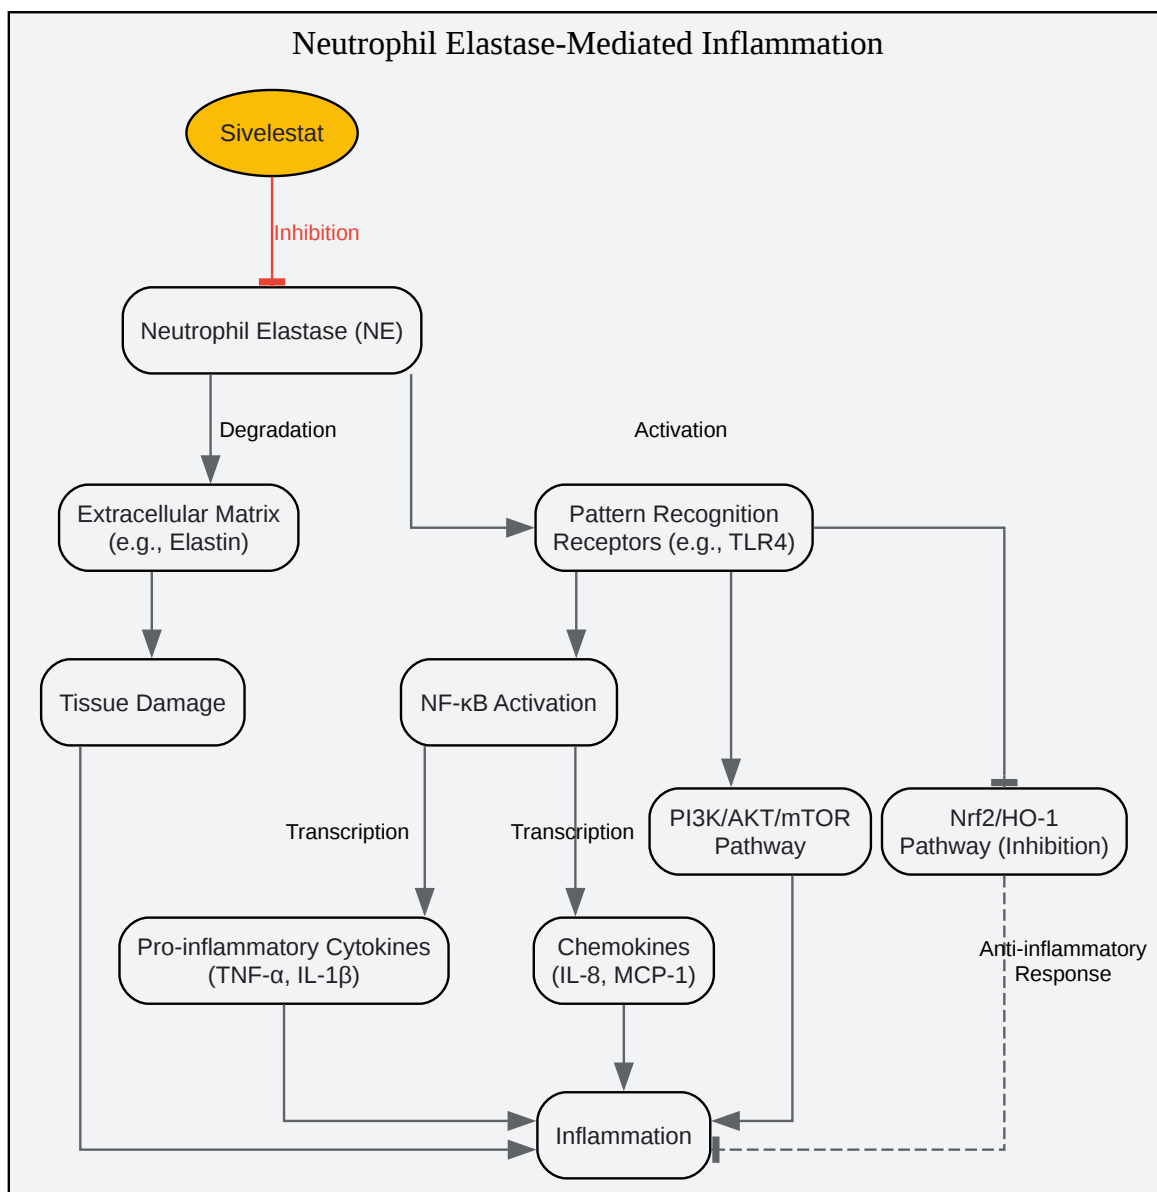 Neutrophil Elastase-Mediated Inflammation
Sivelestat
Inhibition
Neutrophil Elastase (NE)
Degradation
Activation
Extracellular Matrix
(e.g., Elastin)
Pattern Recognition
Receptors (e.g., TLR4)
Tissue Damage
NF-κB Activation
Transcription
Transcription
PI3K/AKT/mTOR
Pathway
Nrf2/HO-1
Pathway (Inhibition)
Pro-inflammatory Cytokines
(TNF-α, IL-1β)
Chemokines
(IL-8, MCP-1)
Anti-inflammatory
Response
Inflammation